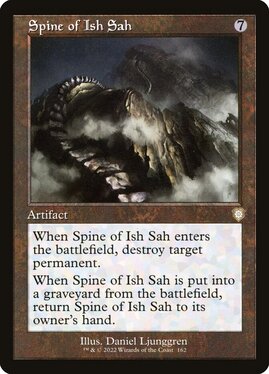 Spine of Ish Sah 7
Artifact
When Spine of Ish Sah enters
the battlefield, destroy target
permanent.
When Spine of Ish Sah is put into
a graveyard from the battlefield,
return Spine of Ish Sah to its
owner's hand.
Illus. Daniel Ljunggren
™ & © 2022 Wizards of the Coast 162